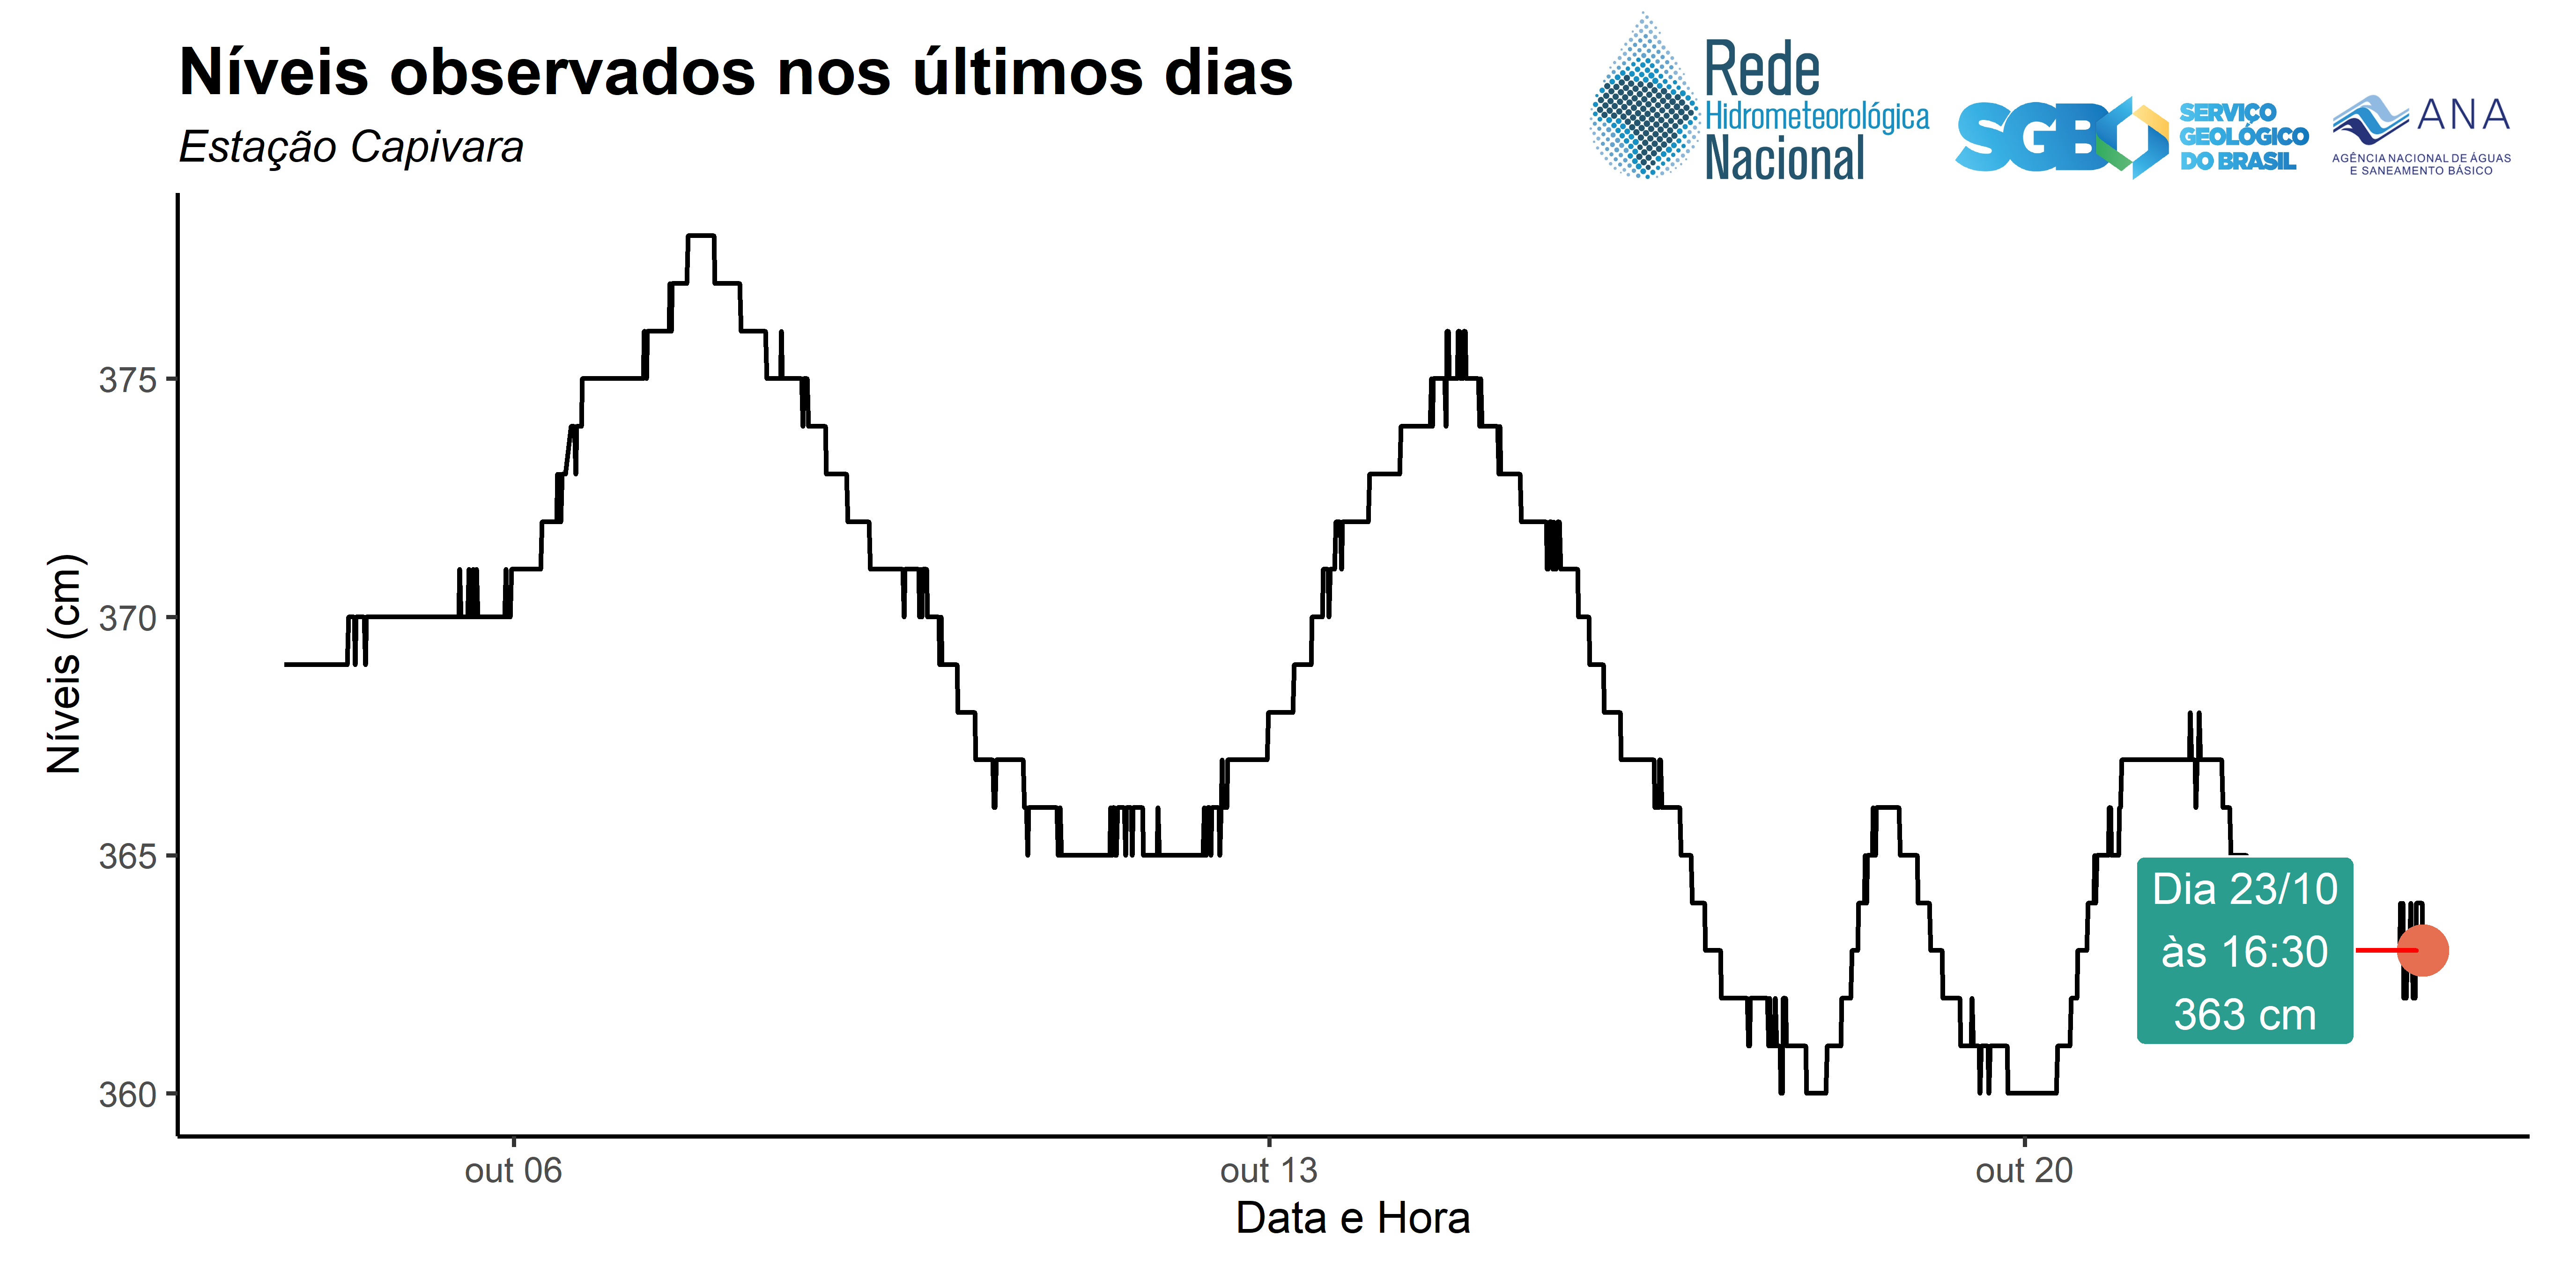 Níveis observados nos últimos dias
Estação Capivara
Rede
Hidrometeorológica
Nacional
SGB
SERVIÇO
GEOLÓGICO
DO BRASIL
ANA
AGÊNCIA NACIONAL DE ÁGUAS
E SANEAMENTO BÁSICO
Níveis (cm)
375
370
365
360
Dia 23/10
às 16:30
363 cm
out 06
out 13
out 20
Data e Hora